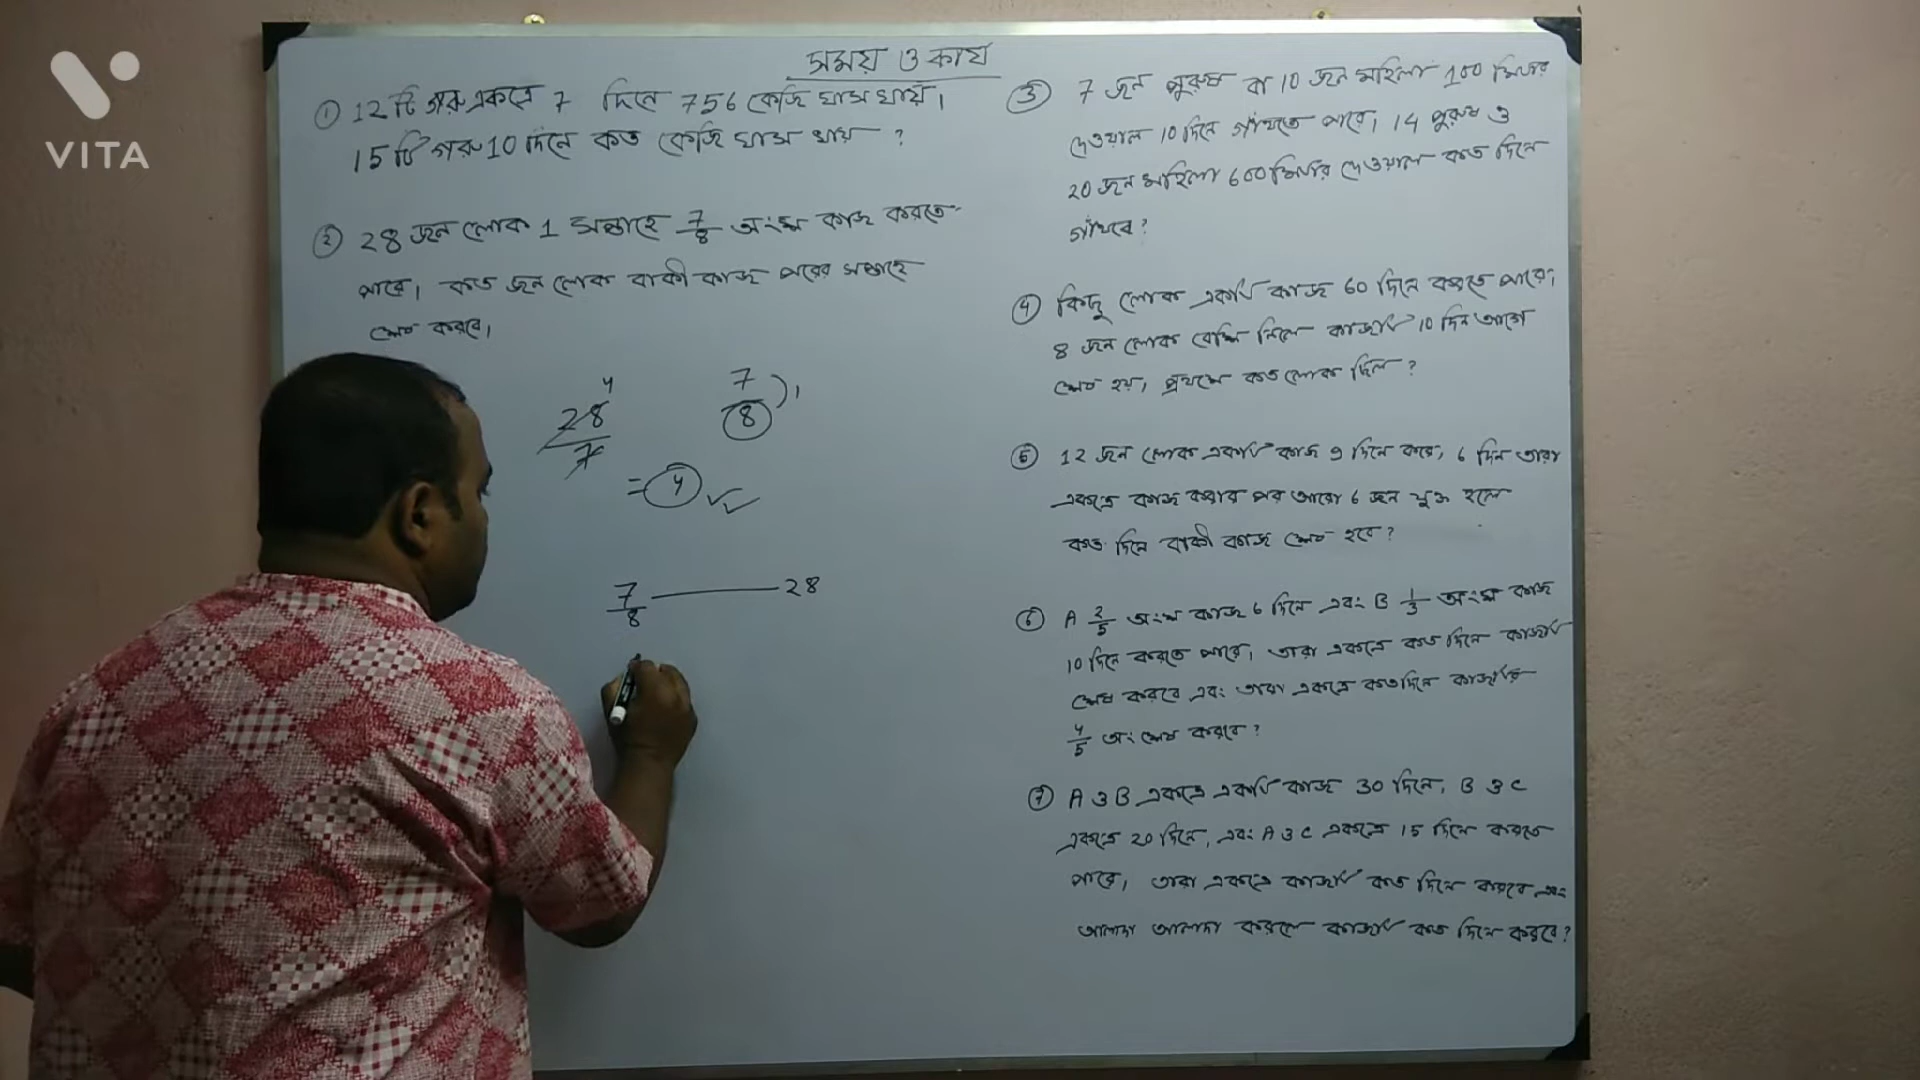 VITA
সময় ও কার্য
① 12 টি গরু একত্রে 7 দিনে 756 কেজি ঘাস খায়।
15 টি গরু 10 দিনে কত কেজি ঘাস খায় ?
② 28 জন লোক 1 সপ্তাহে 7/8 অংশ কাজ করতে
পারে। কত জন লোক বাকী কাজ পরের সপ্তাহে
শেষ করবে।
28/7 4
= 4
7/8 ) 1
7/8 —— 28
③ 7 জন পুরুষ বা 10 জন মহিলা 100 মিটার
দেওয়াল 10 দিনে গাঁথতে পারে। 14 পুরুষ ও
20 জন মহিলা 600 মিটার দেওয়াল কত দিনে
গাঁথবে?
④ কিছু লোক একটি কাজ 60 দিনে করতে পারে।
8 জন লোক বেশি নিলে কাজটি 10 দিন আগে
শেষ হয়। প্রথমে কত লোক ছিল ?
⑤ 12 জন লোক একটি কাজ 9 দিনে করে, 6 দিন তারা
একত্রে কাজ করার পর আরো 6 জন যুক্ত হলে
কত দিনে বাকী কাজ শেষ হবে ?
⑥ A 2/5 অংশ কাজ 6 দিনে এবং B 1/3 অংশ কাজ
10 দিনে করতে পারে। তারা একত্রে কত দিনে কাজটি
শেষ করবে এবং তারা একত্রে কতদিনে কাজটির
4/5 অং শেষ করবে ?
⑦ A ও B একত্রে একটি কাজ 30 দিনে, B ও C
একত্রে 20 দিনে, এবং A ও C একত্রে 15 দিনে করতে
পারে। তারা একত্রে কাজটি কত দিনে করবে এবং
আলাদা আলাদা করলে কাজটি কত দিনে করবে ?